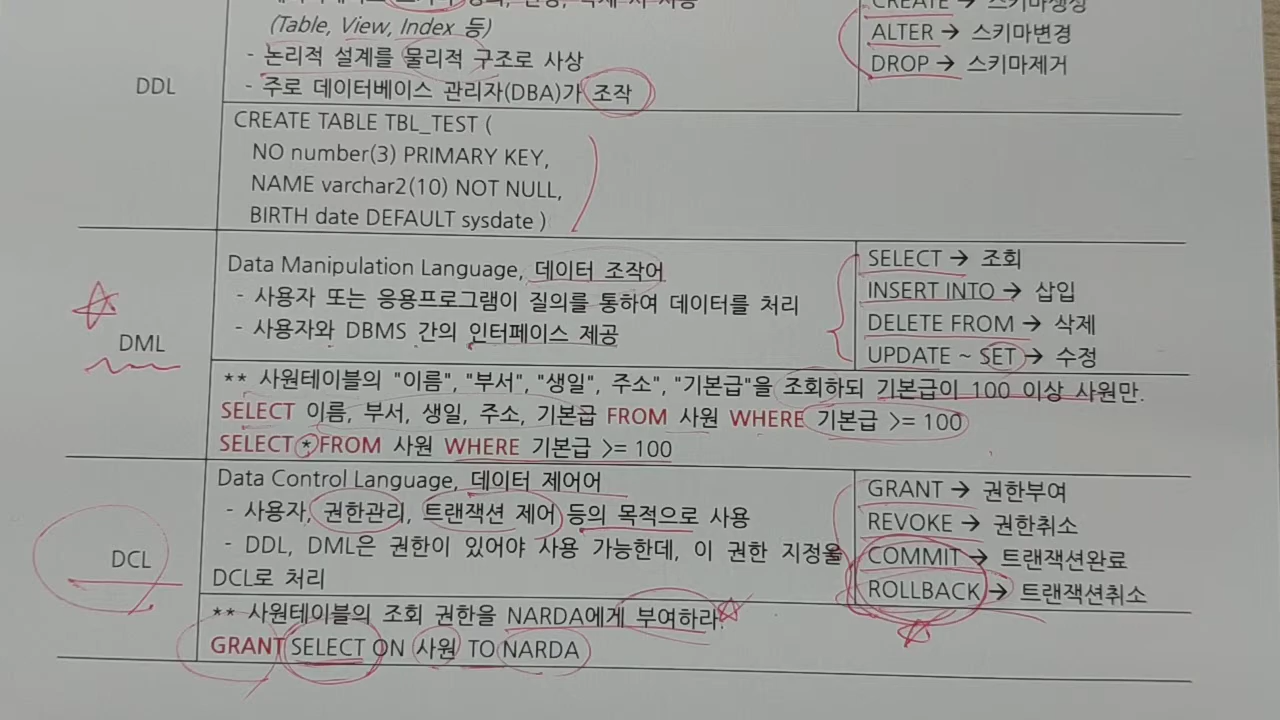 CREATE → 스키마생성
(Table, View, Index 등)
ALTER → 스키마변경
- 논리적 설계를 물리적 구조로 사상
DROP → 스키마제거
DDL
- 주로 데이터베이스 관리자(DBA)가 조작
CREATE TABLE TBL_TEST (
NO number(3) PRIMARY KEY,
NAME varchar2(10) NOT NULL,
BIRTH date DEFAULT sysdate )
DML
Data Manipulation Language, 데이터 조작어
- 사용자 또는 응용프로그램이 질의를 통하여 데이터를 처리
- 사용자와 DBMS 간의 인터페이스 제공
SELECT → 조회
INSERT INTO → 삽입
DELETE FROM → 삭제
UPDATE ~ SET → 수정
** 사원테이블의 "이름", "부서", "생일", 주소", "기본급"을 조회하되 기본급이 100 이상 사원만.
SELECT 이름, 부서, 생일, 주소, 기본급 FROM 사원 WHERE 기본급 >= 100
SELECT * FROM 사원 WHERE 기본급 >= 100
DCL
Data Control Language, 데이터 제어어
- 사용자, 권한관리, 트랜잭션 제어 등의 목적으로 사용
- DDL, DML은 권한이 있어야 사용 가능한데, 이 권한 지정을
DCL로 처리
GRANT → 권한부여
REVOKE → 권한취소
COMMIT → 트랜잭션완료
ROLLBACK → 트랜잭션취소
** 사원테이블의 조회 권한을 NARDA에게 부여하라.
GRANT SELECT ON 사원 TO NARDA